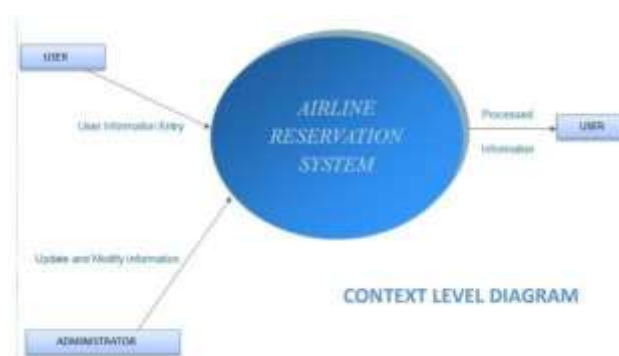 USER
User Information Entry
AIRLINE
RESERVATION
SYSTEM
Processed
Information
USER
Update and Modify information
CONTEXT LEVEL DIAGRAM
ADMINISTRATOR